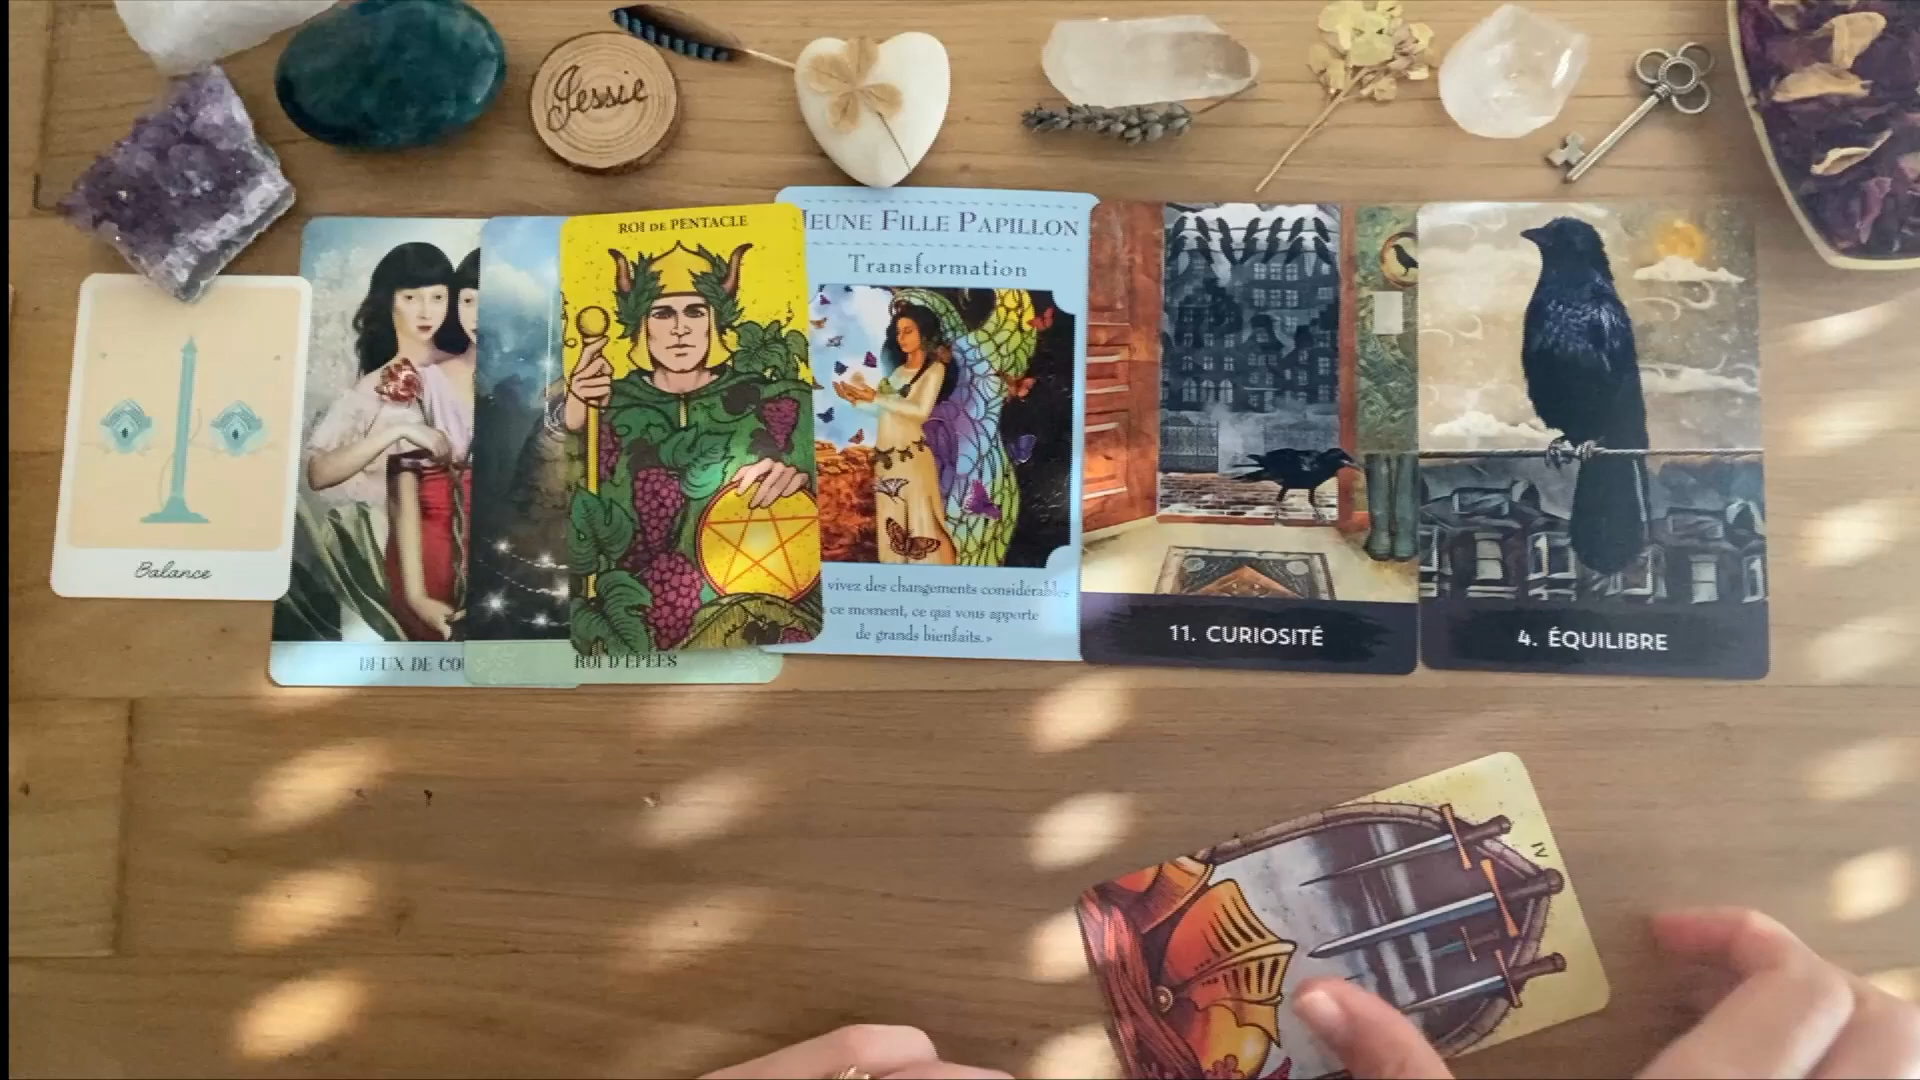 Jessie
Balance
DEUX DE
ROI D'ÉPÉES
ROI DE PENTACLE
JEUNE FILLE PAPILLON
Transformation
vivez des changements considérables
ce moment, ce qui vous apporte
de grands bienfaits. »
11. CURIOSITÉ
4. ÉQUILIBRE
IV